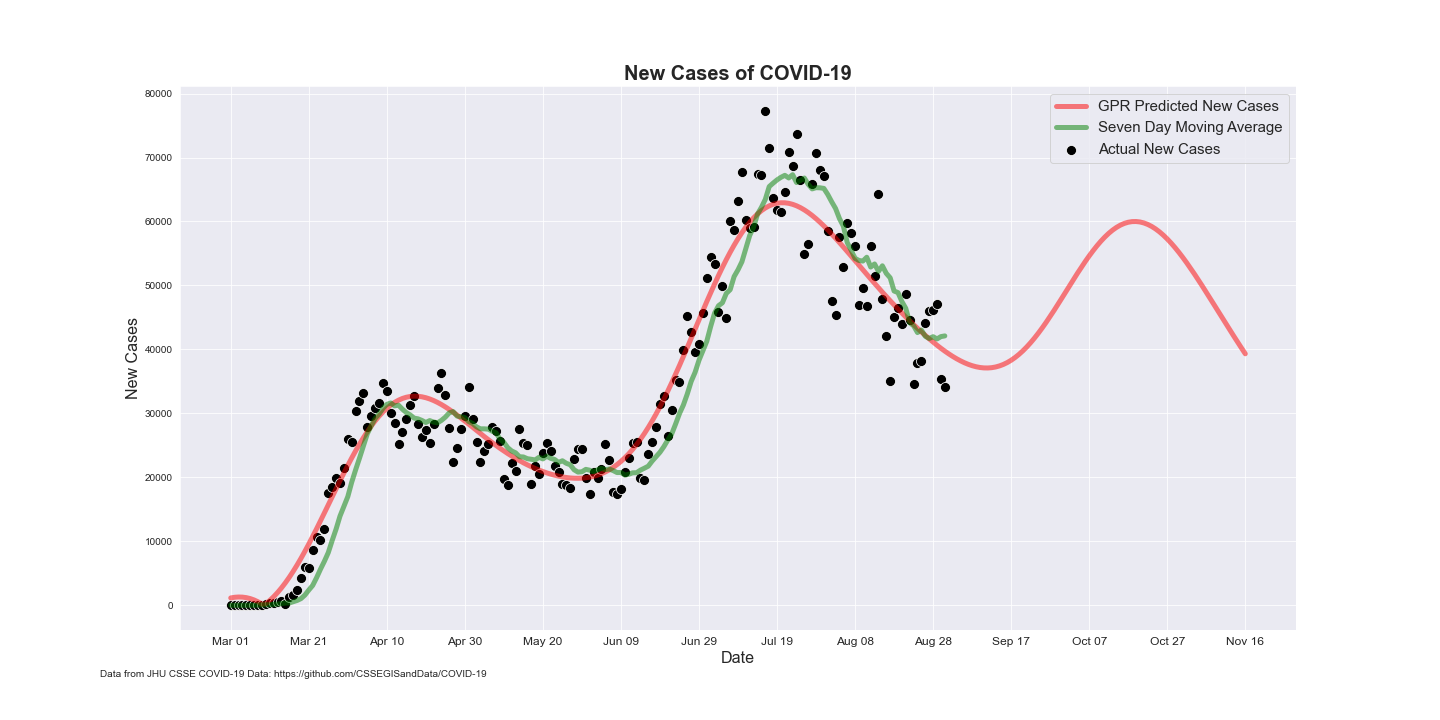 New Cases of COVID-19
GPR Predicted New Cases
Seven Day Moving Average
Actual New Cases
New Cases
80000
70000
60000
50000
40000
30000
20000
10000
0
Mar 01 Mar 21 Apr 10 Apr 30 May 20 Jun 09 Jun 29 Jul 19 Aug 08 Aug 28 Sep 17 Oct 07 Oct 27 Nov 16
Date
Data from JHU CSSE COVID-19 Data: https://github.com/CSSEGISandData/COVID-19